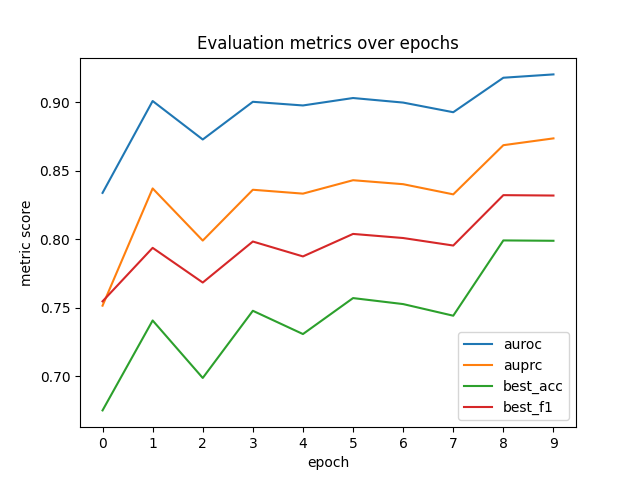 Evaluation metrics over epochs
metric score
0.90
0.85
0.80
0.75
0.70
auroc
auprc
best_acc
best_f1
0 1 2 3 4 5 6 7 8 9
epoch